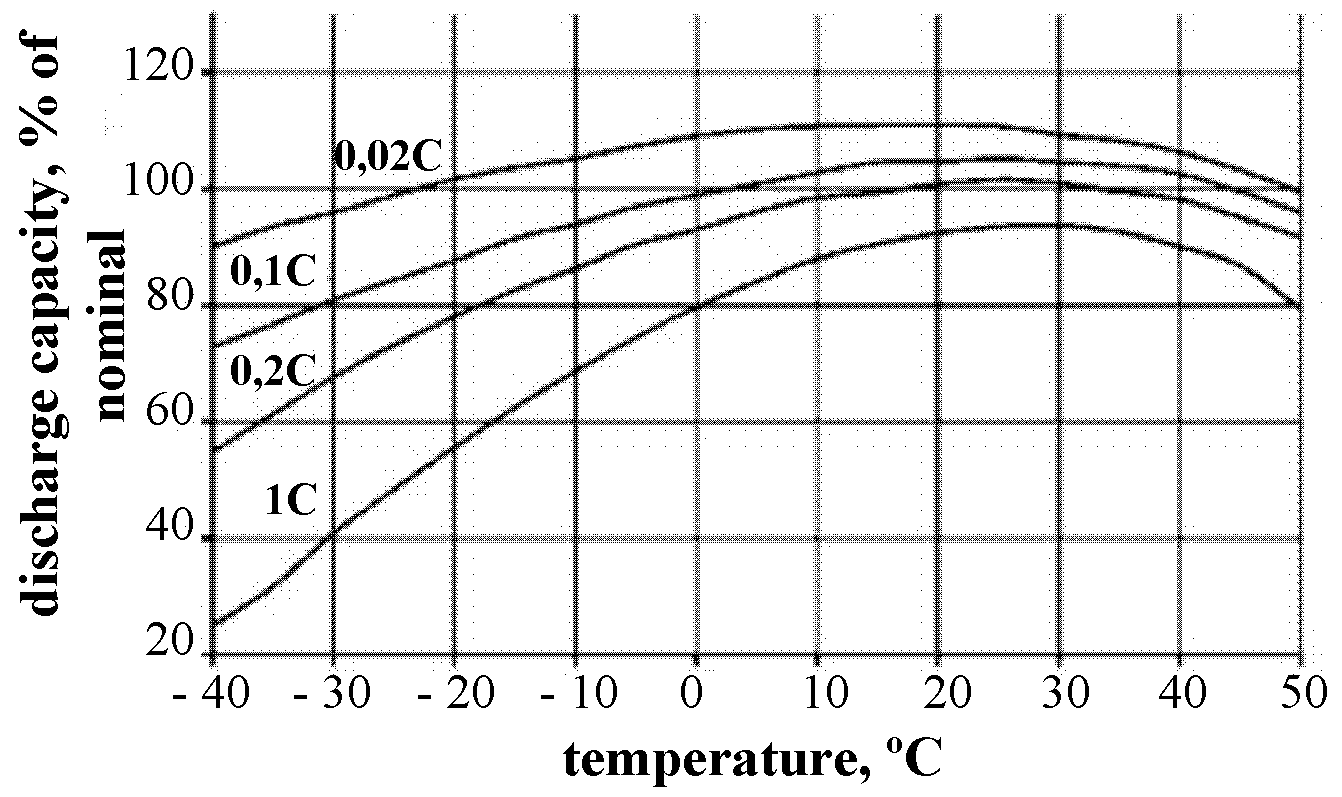 discharge capacity, % of
nominal
120
100
80
60
40
20
0,02C
0,1C
0,2C
1C
- 40 - 30 - 20 - 10 0 10 20 30 40 50
temperature, ºC